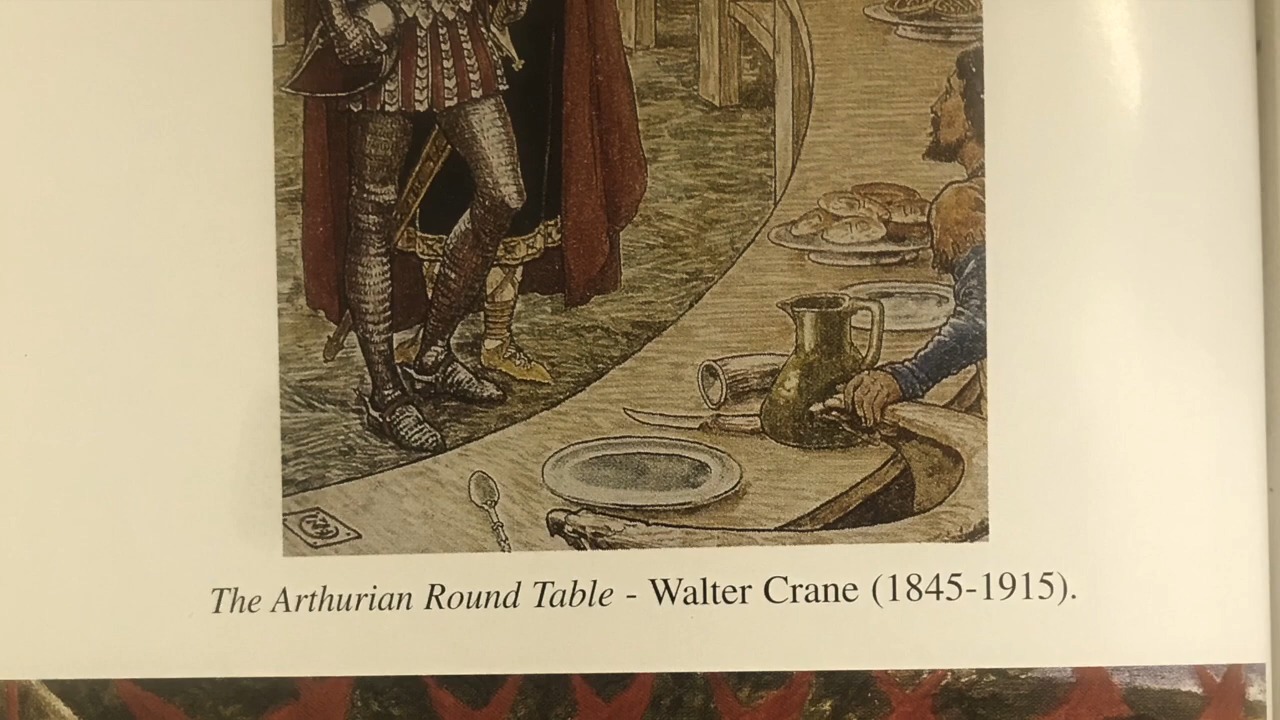 The Arthurian Round Table - Walter Crane (1845-1915).